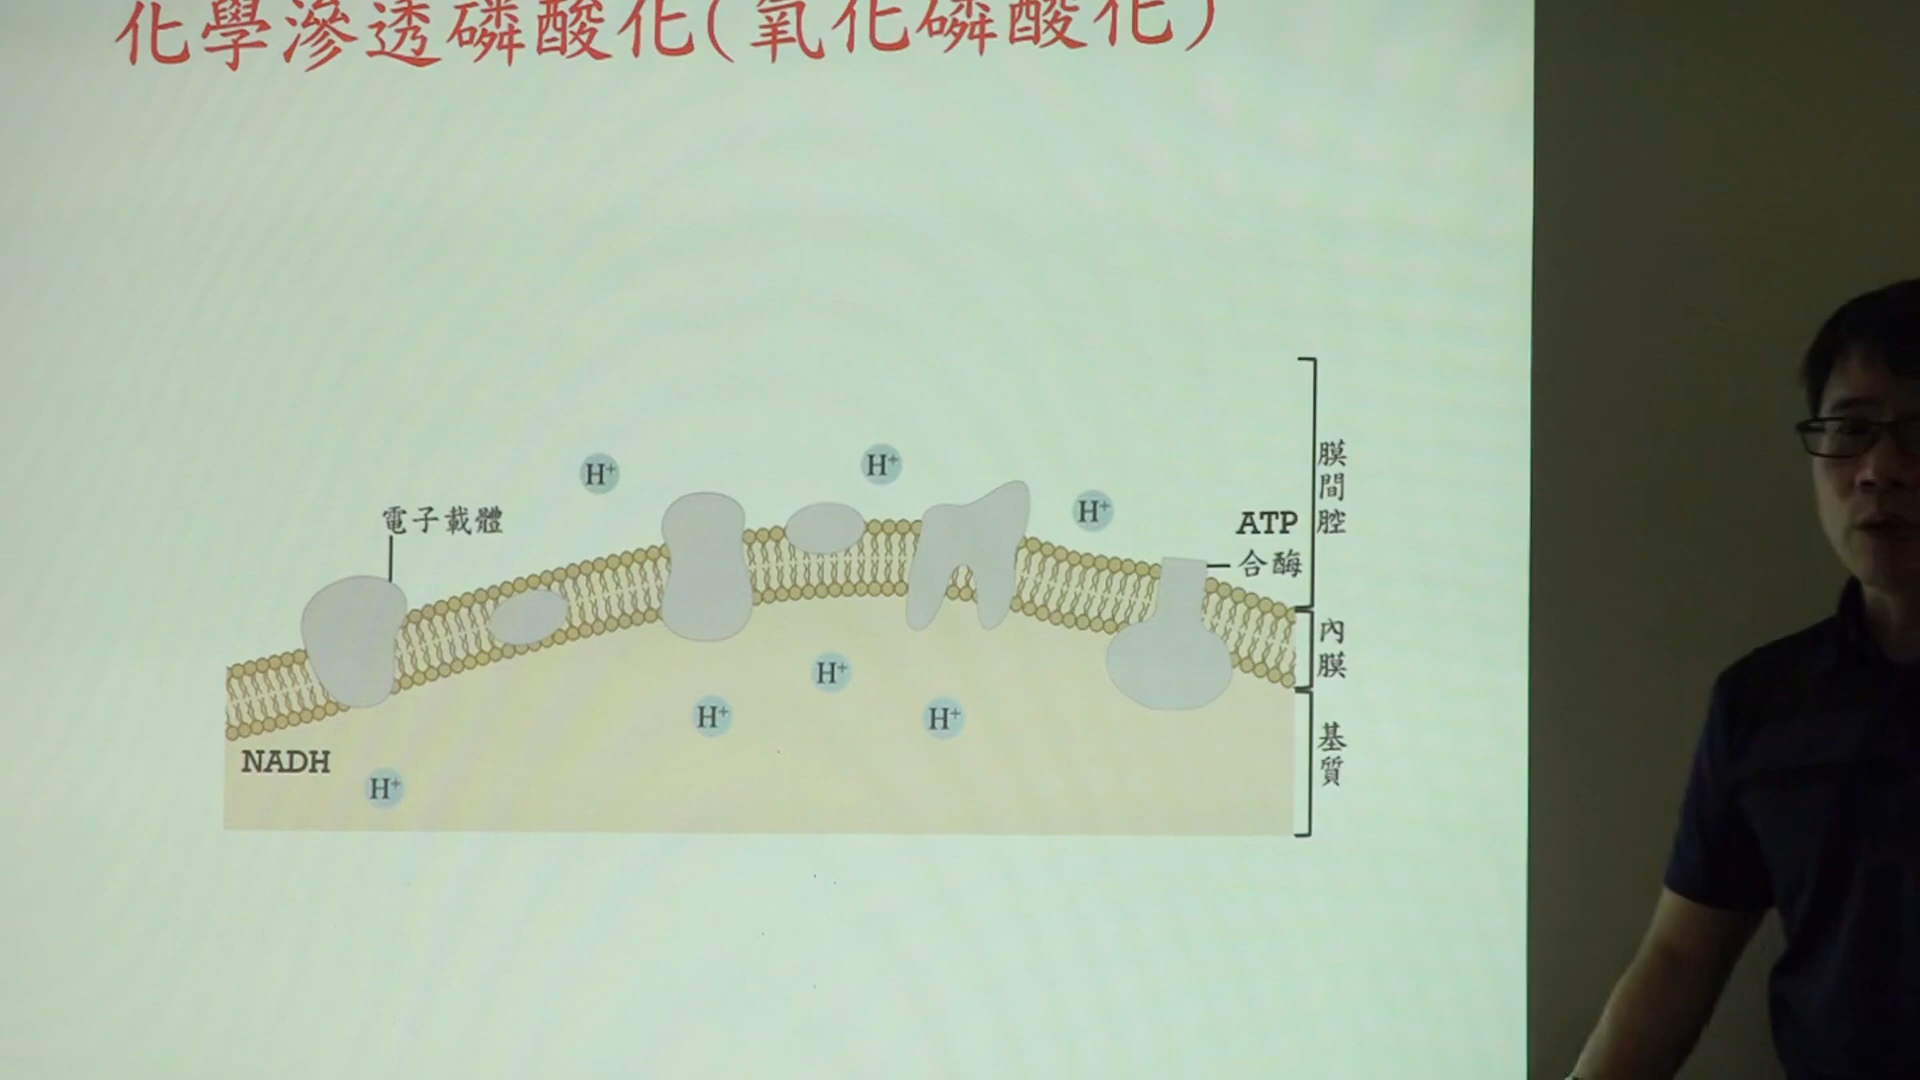 化學滲透磷酸化(氧化磷酸化)
H⁺
H⁺
H⁺
電子載體
ATP
合酶
膜間腔
內膜
基質
H⁺
H⁺
H⁺
NADH
H⁺